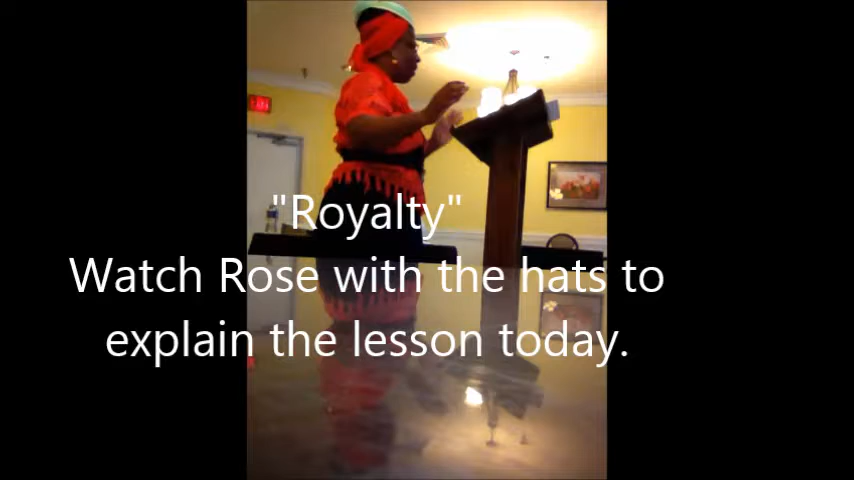 "Royalty"
Watch Rose with the hats to
explain the lesson today.